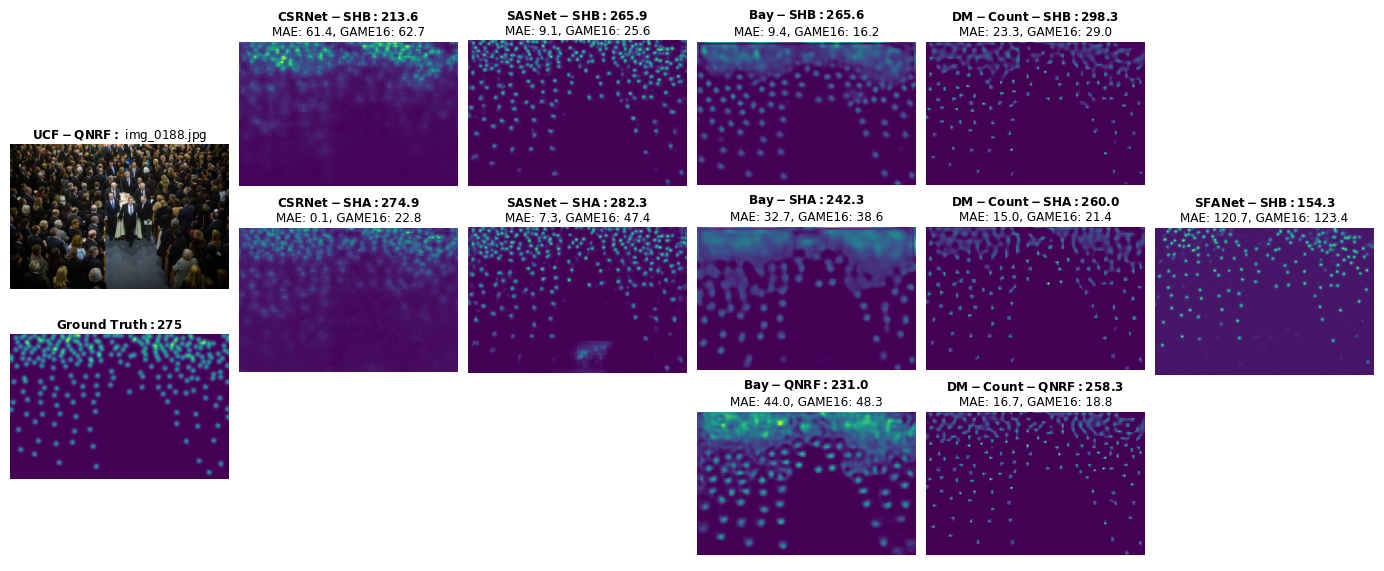 UCF − QNRF: img_0188.jpg
Ground Truth: 275
CSRNet − SHB: 213.6
MAE: 61.4, GAME16: 62.7
CSRNet − SHA: 274.9
MAE: 0.1, GAME16: 22.8
SASNet − SHB: 265.9
MAE: 9.1, GAME16: 25.6
SASNet − SHA: 282.3
MAE: 7.3, GAME16: 47.4
Bay − SHB: 265.6
MAE: 9.4, GAME16: 16.2
Bay − SHA: 242.3
MAE: 32.7, GAME16: 38.6
Bay − QNRF: 231.0
MAE: 44.0, GAME16: 48.3
DM − Count − SHB: 298.3
MAE: 23.3, GAME16: 29.0
DM − Count − SHA: 260.0
MAE: 15.0, GAME16: 21.4
DM − Count − QNRF: 258.3
MAE: 16.7, GAME16: 18.8
SFANet − SHB: 154.3
MAE: 120.7, GAME16: 123.4